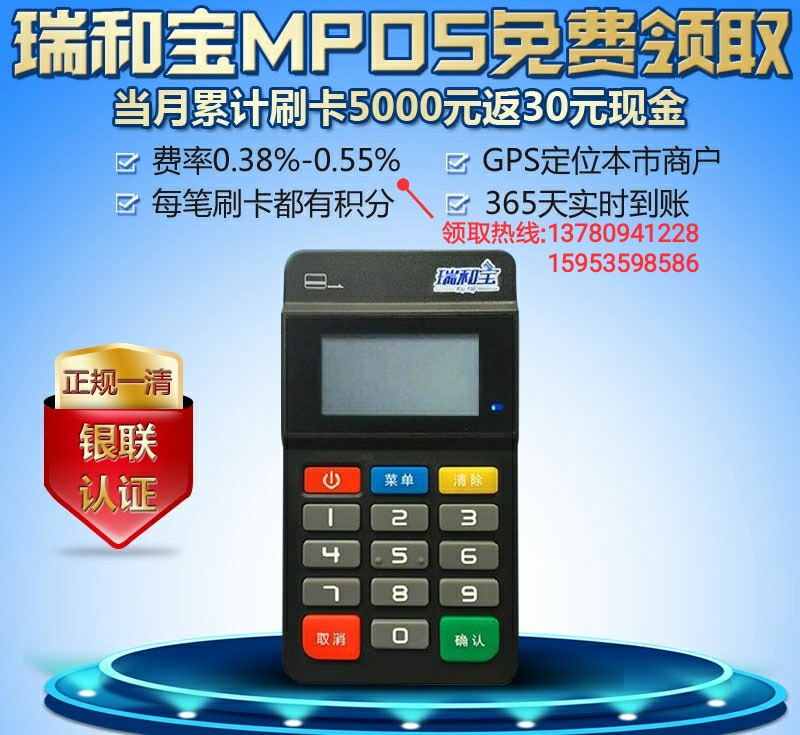 瑞和宝MPOS免费领取
当月累计刷卡5000元返30元现金
费率0.38%-0.55%
GPS定位本市商户
每笔刷卡都有积分
365天实时到账
领取热线:13780941228
15953598586
瑞和宝
正规一清
银联
认证
菜单
清除
1 2 3
4 5 6
7 8 9
取消 0 确认